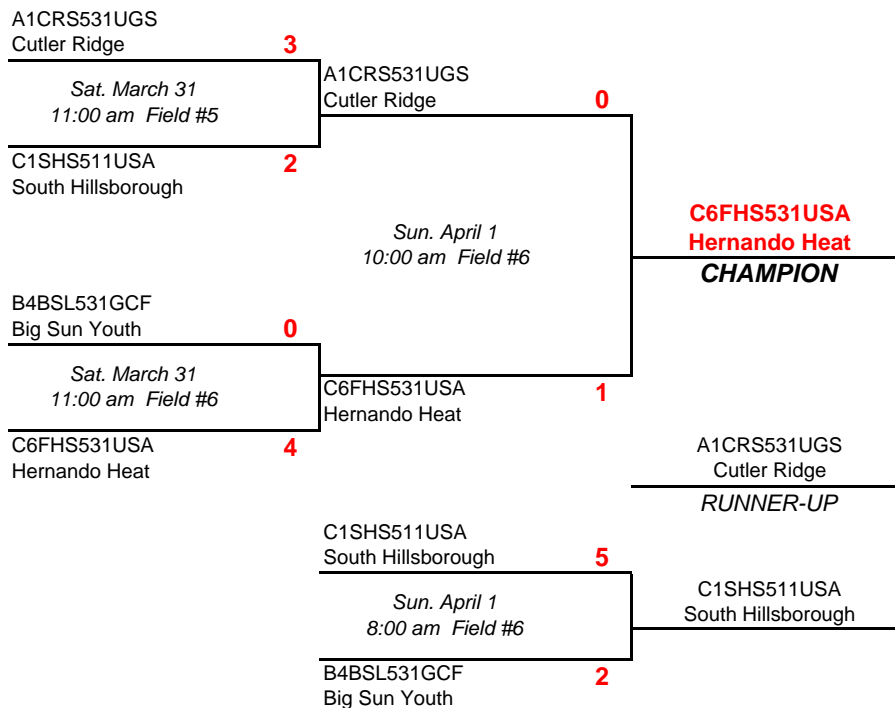 A1CRS531UGS
Cutler Ridge 3
Sat. March 31
11:00 am Field #5
C1SHS511USA
South Hillsborough 2
A1CRS531UGS
Cutler Ridge 0
Sun. April 1
10:00 am Field #6
C6FHS531USA
Hernando Heat
CHAMPION
B4BSL531GCF
Big Sun Youth 0
Sat. March 31
11:00 am Field #6
C6FHS531USA
Hernando Heat 4
C6FHS531USA
Hernando Heat 1
A1CRS531UGS
Cutler Ridge
RUNNER-UP
C1SHS511USA
South Hillsborough 5
Sun. April 1
8:00 am Field #6
B4BSL531GCF
Big Sun Youth 2
C1SHS511USA
South Hillsborough